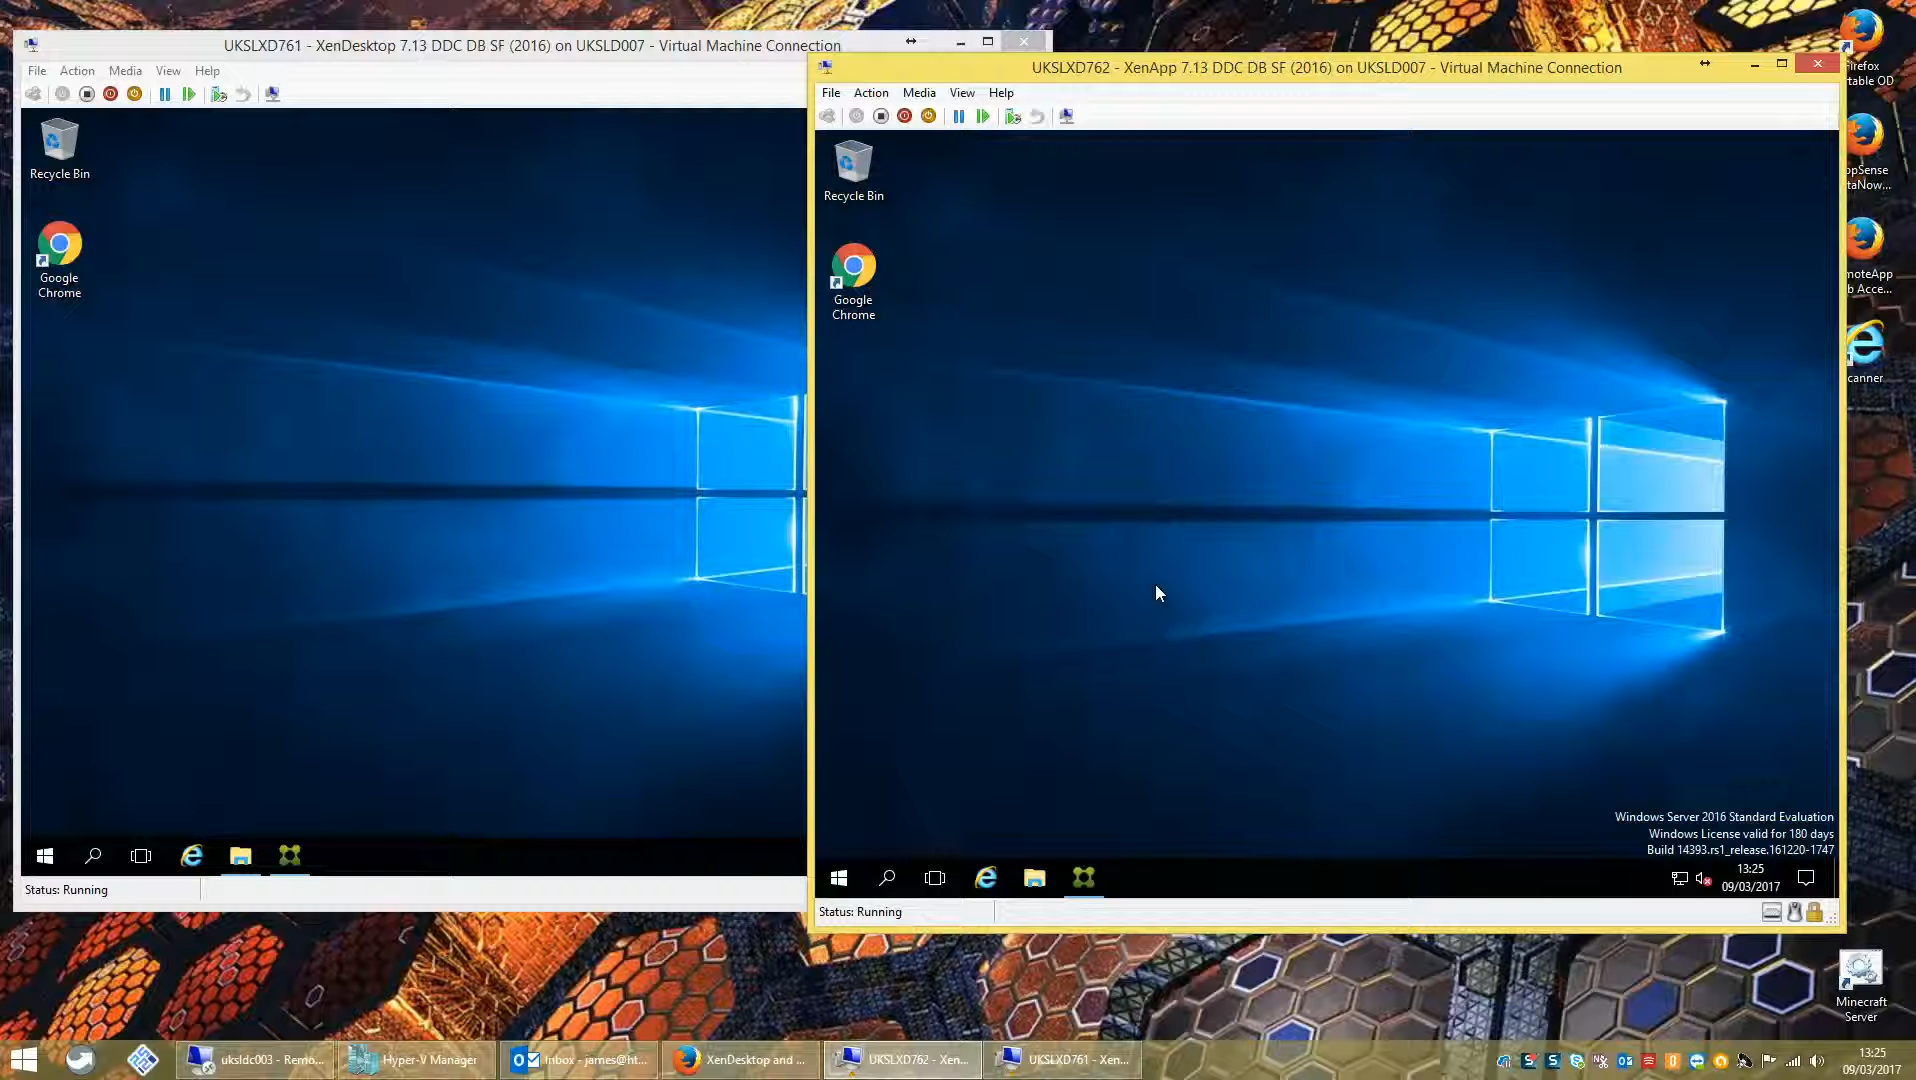 UKSLXD761 - XenDesktop 7.13 DDC DB SF (2016) on UKSLD007 - Virtual Machine Connection
File Action Media View Help
Recycle Bin
Google
Chrome
Status: Running
UKSLXD762 - XenApp 7.13 DDC DB SF (2016) on UKSLD007 - Virtual Machine Connection
File Action Media View Help
Recycle Bin
Google
Chrome
Windows Server 2016 Standard Evaluation
Windows License valid for 180 days
Build 14393.rs1_release.161220-1747
13:25
09/03/2017
Status: Running
irefox
table OD
ppSense
taNow...
moteApp
b Acce...
canner
Minecraft
Server
uksldc003 - Remo...
Hyper-V Manager
Inbox - james@ht...
XenDesktop and ...
UKSLXD762 - Xen...
UKSLXD761 - Xen...
13:25
09/03/2017